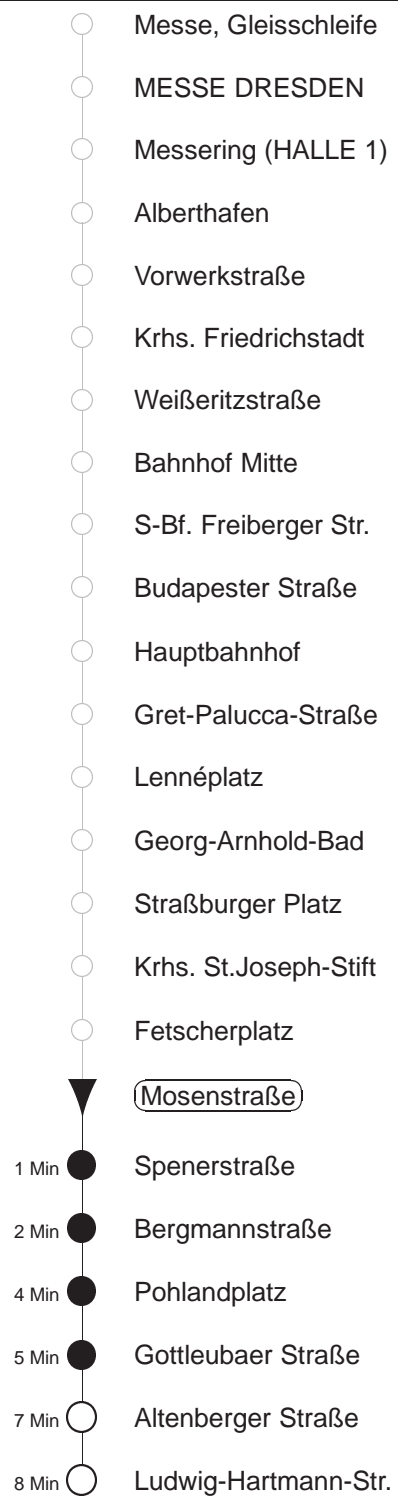 Messe, Gleisschleife
MESSE DRESDEN
Messering (HALLE 1)
Alberthafen
Vorwerkstraße
Krhs. Friedrichstadt
Weißeritzstraße
Bahnhof Mitte
S-Bf. Freiberger Str.
Budapester Straße
Hauptbahnhof
Gret-Palucca-Straße
Lennéplatz
Georg-Arnhold-Bad
Straßburger Platz
Krhs. St.Joseph-Stift
Fetscherplatz
Mosenstraße
1 Min Spenerstraße
2 Min Bergmannstraße
4 Min Pohlandplatz
5 Min Gottleubaer Straße
7 Min Altenberger Straße
8 Min Ludwig-Hartmann-Str.